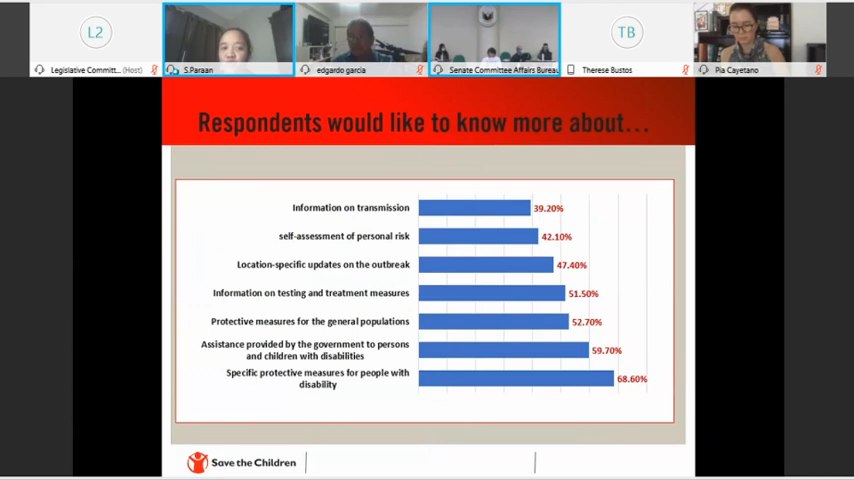 L2
TB
Legislative Committ... (Host)
S.Paraan
edgardo garcia
Senate Committee Affairs Bureau
Therese Bustos
Pia Cayetano
Respondents would like to know more about...
Information on transmission
39.20%
self-assessment of personal risk
42.10%
Location-specific updates on the outbreak
47.40%
Information on testing and treatment measures
51.50%
Protective measures for the general populations
52.70%
Assistance provided by the government to persons
and children with disabilities
59.70%
Specific protective measures for people with
disability
68.60%
Save the Children